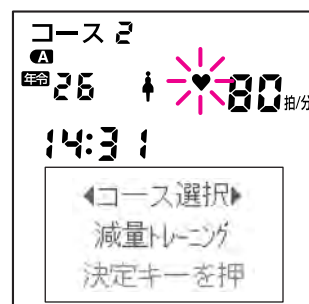 コース 2
A
年令 26 80 拍/分
14:31
◀コース選択▶
減量トレーニング
決定キーを押